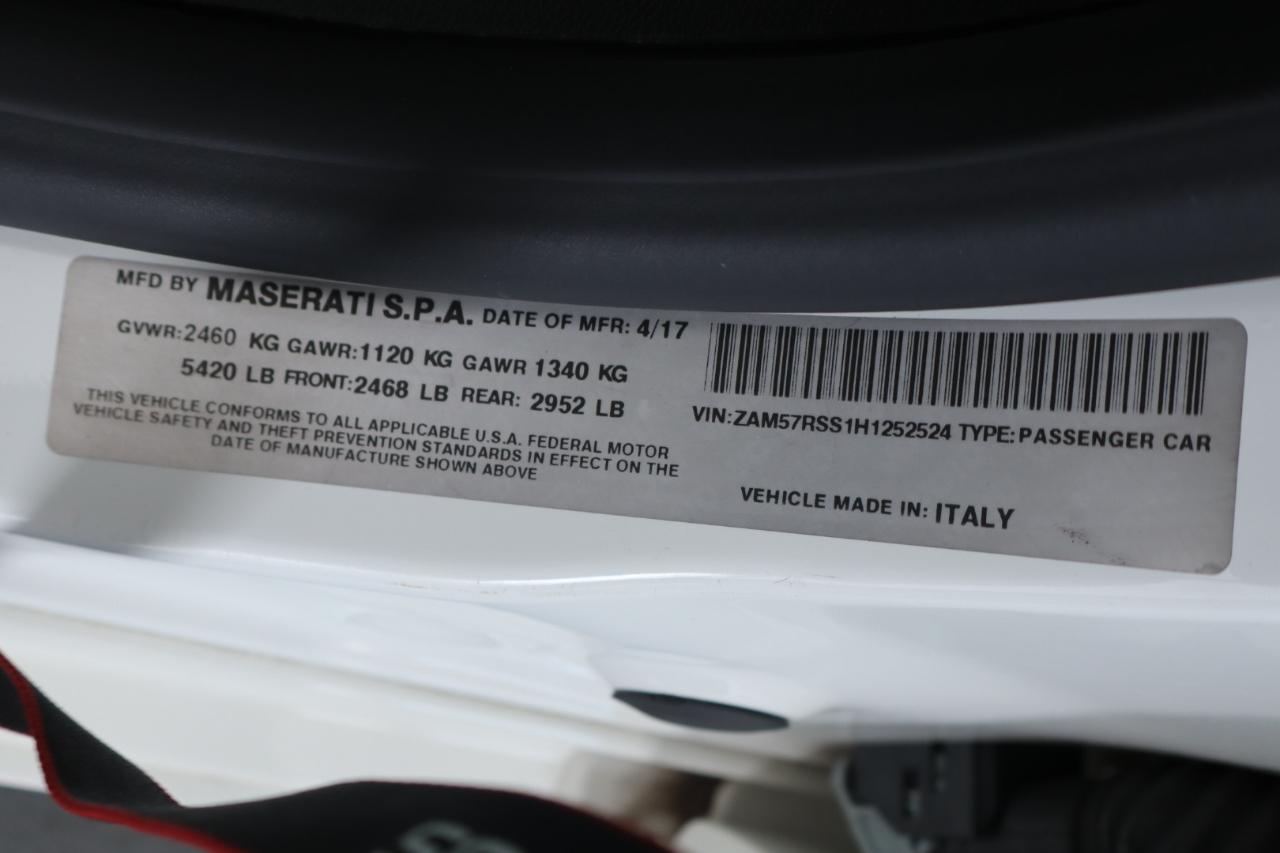 MFD BY MASERATI S.P.A. DATE OF MFR: 4/17
GVWR:2460 KG GAWR:1120 KG GAWR 1340 KG
5420 LB FRONT:2468 LB REAR: 2952 LB
THIS VEHICLE CONFORMS TO ALL APPLICABLE U.S.A. FEDERAL MOTOR
VEHICLE SAFETY AND THEFT PREVENTION STANDARDS IN EFFECT ON THE
DATE OF MANUFACTURE SHOWN ABOVE
VIN:ZAM57RSS1H1252524 TYPE:PASSENGER CAR
VEHICLE MADE IN: ITALY